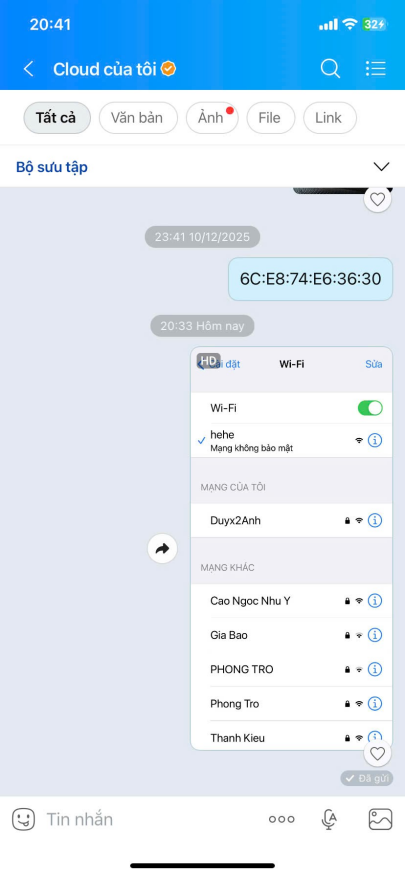 20:41
32
Cloud của tôi
Tất cả
Văn bản
Ảnh
File
Link
Bộ sưu tập
23:41 10/12/2025
6C:E8:74:E6:36:30
20:33 Hôm nay
HD
đặt
Wi-Fi
Sửa
Wi-Fi
hehe
Mạng không bảo mật
MẠNG CỦA TÔI
Duyx2Anh
MẠNG KHÁC
Cao Ngoc Nhu Y
Gia Bao
PHONG TRO
Phong Tro
Thanh Kieu
Đã gửi
Tin nhắn